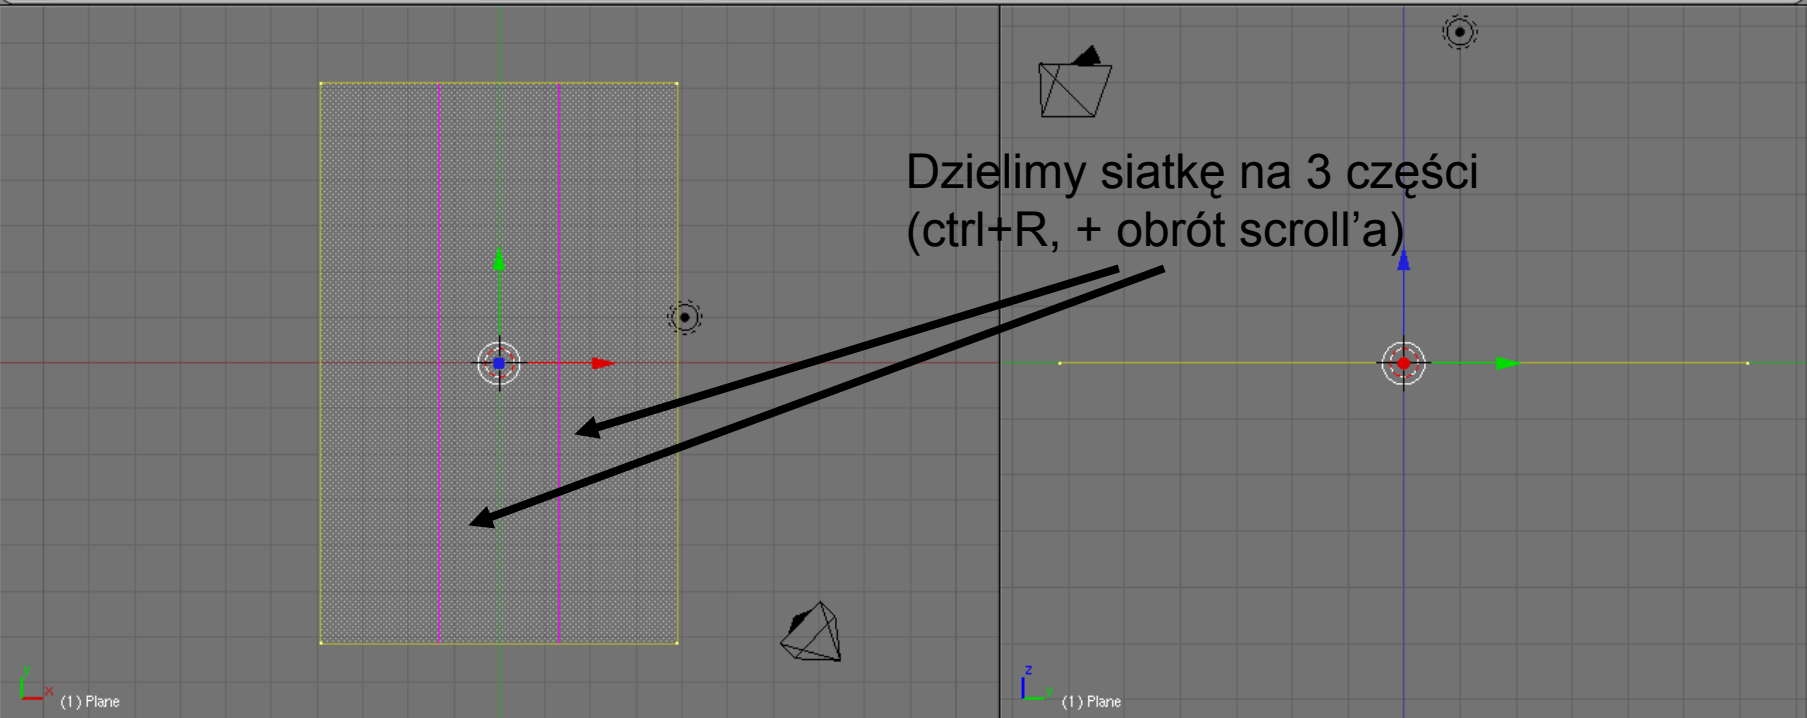 Dzielimy siatkę na 3 części
(ctrl+R, + obrót scroll’a)
y
x
(1) Plane
z
y
(1) Plane